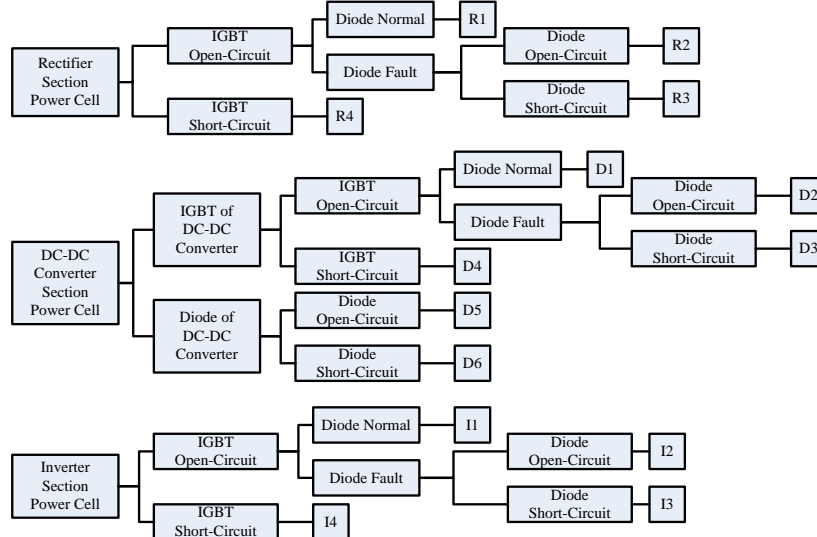 Diode Normal
R1
IGBT
Open-Circuit
Diode
Open-Circuit
R2
Rectifier
Section
Power Cell
Diode Fault
Diode
Short-Circuit
R3
IGBT
Short-Circuit
R4
Diode Normal
D1
IGBT
Open-Circuit
Diode
Open-Circuit
D2
IGBT of
DC-DC
Converter
Diode Fault
Diode
Short-Circuit
D3
IGBT
Short-Circuit
D4
DC-DC
Converter
Section
Power Cell
Diode
Open-Circuit
D5
Diode of
DC-DC
Converter
Diode
Short-Circuit
D6
Diode Normal
I1
IGBT
Open-Circuit
Diode
Open-Circuit
I2
Inverter
Section
Power Cell
Diode Fault
Diode
Short-Circuit
I3
IGBT
Short-Circuit
I4